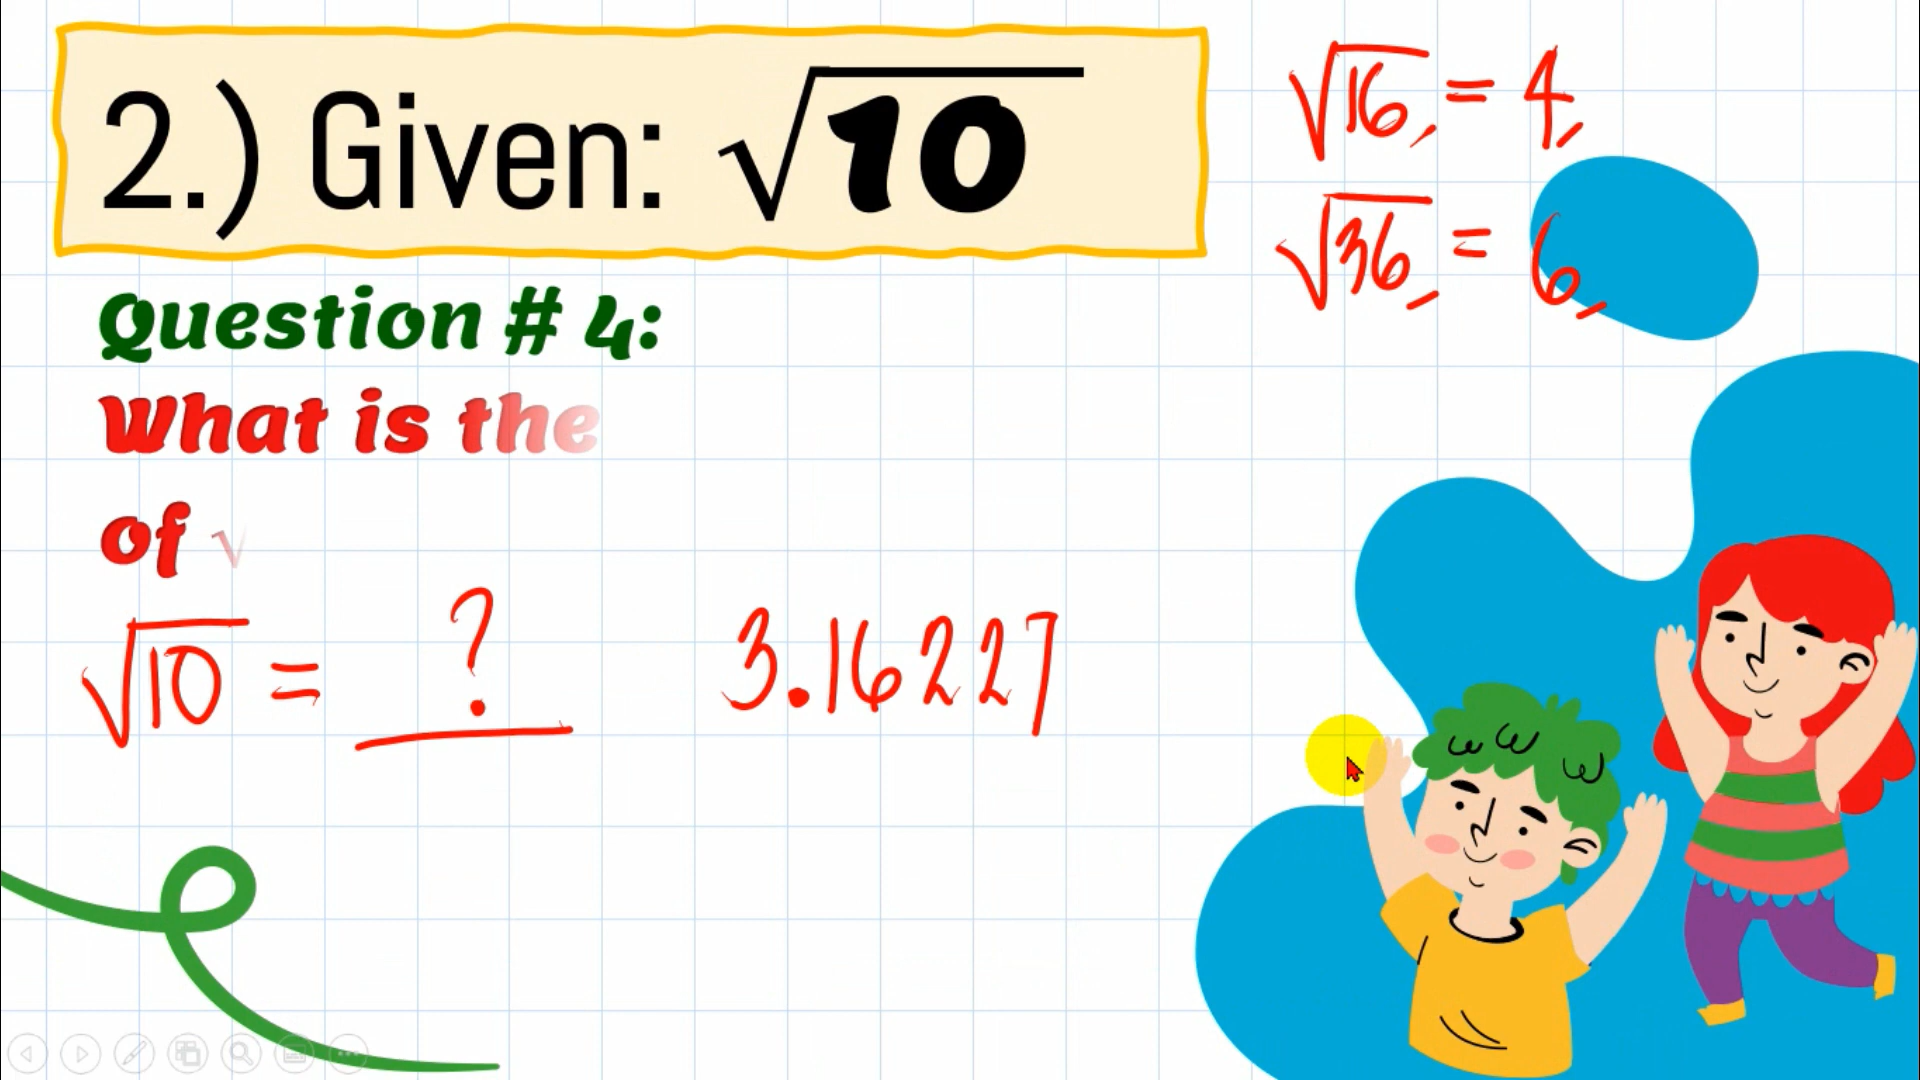 2.) Given: √10
√16, = 4,
√36, = 6,
Question # 4:
What is the
of √
√10 = ?
3.16227